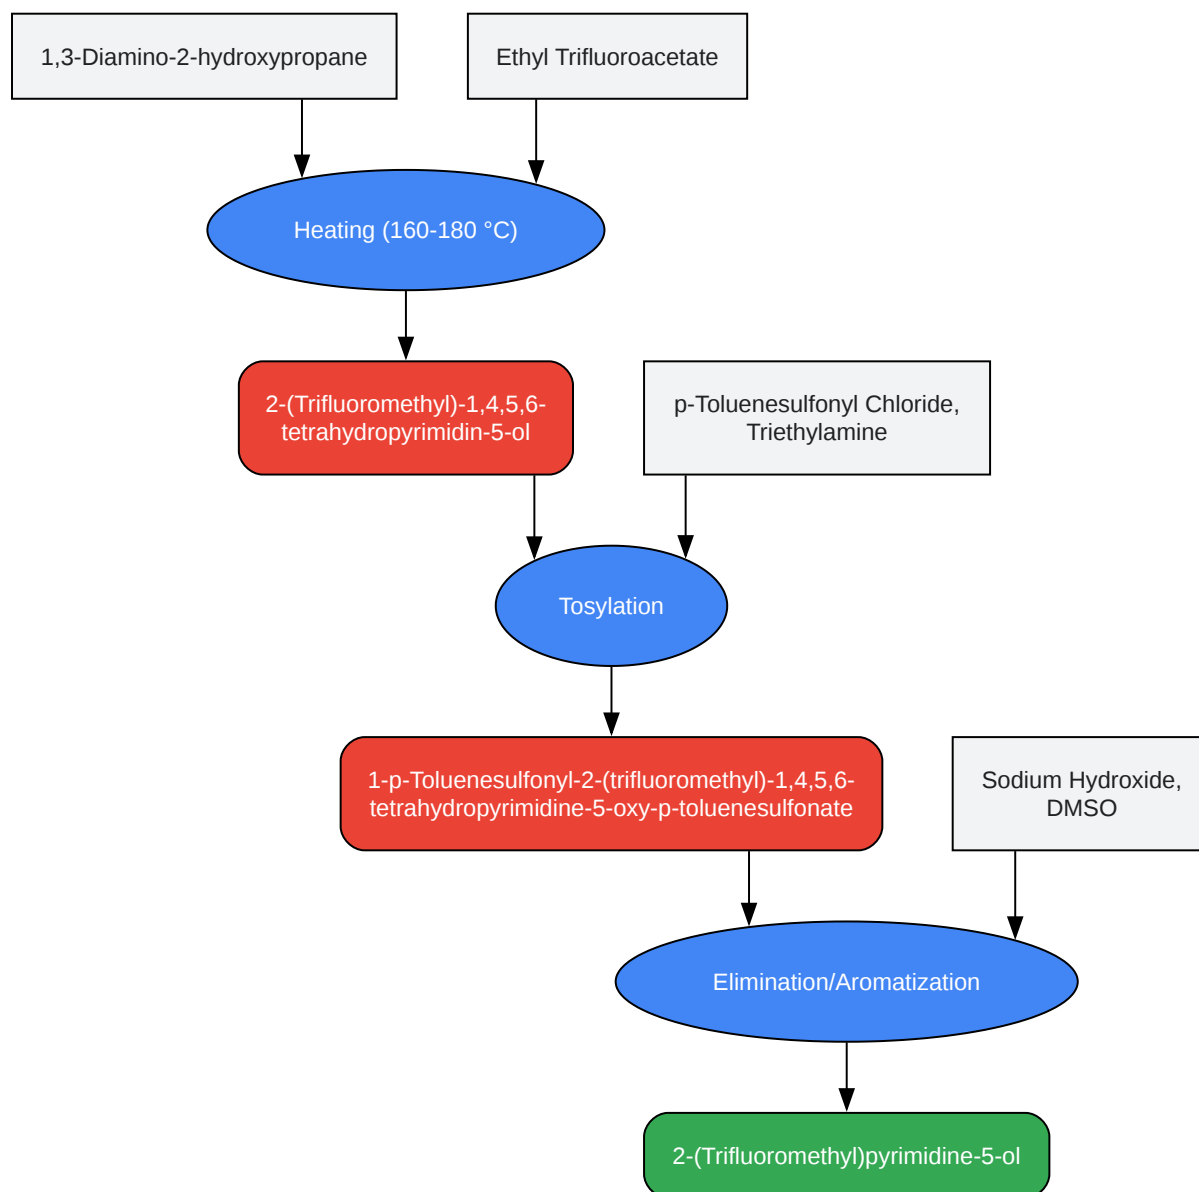 1,3-Diamino-2-hydroxypropane
Ethyl Trifluoroacetate
Heating (160-180 °C)
2-(Trifluoromethyl)-1,4,5,6-
tetrahydropyrimidin-5-ol
p-Toluenesulfonyl Chloride,
Triethylamine
Tosylation
1-p-Toluenesulfonyl-2-(trifluoromethyl)-1,4,5,6-
tetrahydropyrimidine-5-oxy-p-toluenesulfonate
Sodium Hydroxide,
DMSO
Elimination/Aromatization
2-(Trifluoromethyl)pyrimidine-5-ol